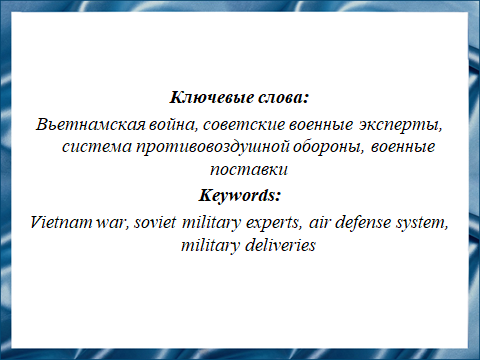 Ключевые слова:
Вьетнамская война, советские военные эксперты,
система противовоздушной обороны, военные
поставки
Keywords:
Vietnam war, soviet military experts, air defense system,
military deliveries